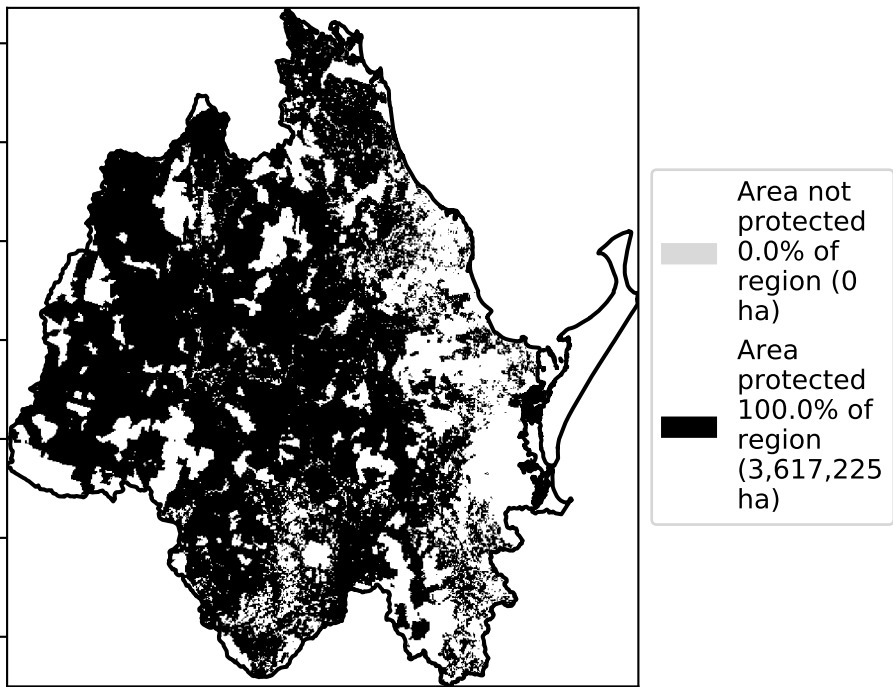 Area not
protected
0.0% of
region (0
ha)
Area
protected
100.0% of
region
(3,617,225
ha)